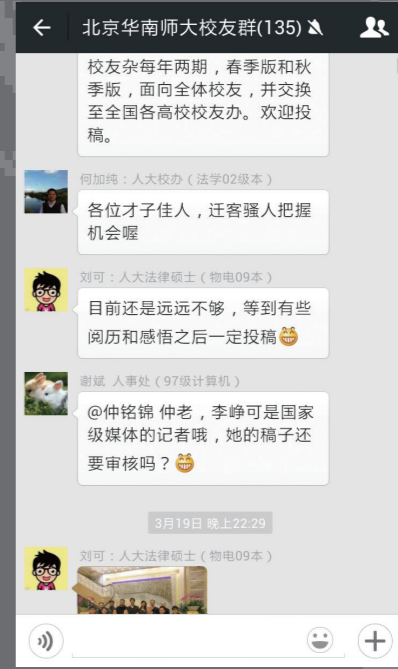 北京华南师大校友群(135)
校友杂每年两期，春季版和秋
季版，面向全体校友，并交换
至全国各高校校友办。欢迎投
稿。
何加纯：人大校办（法学02级本）
各位才子佳人，迁客骚人把握
机会喔
刘可：人大法律硕士（物电09本）
目前还是远远不够，等到有些
阅历和感悟之后一定投稿
谢斌 人事处（97级计算机）
@仲铭锦 仲老，李峥可是国家
级媒体的记者哦，她的稿子还
要审核吗？
3月19日 晚上22:29
刘可：人大法律硕士（物电09本）